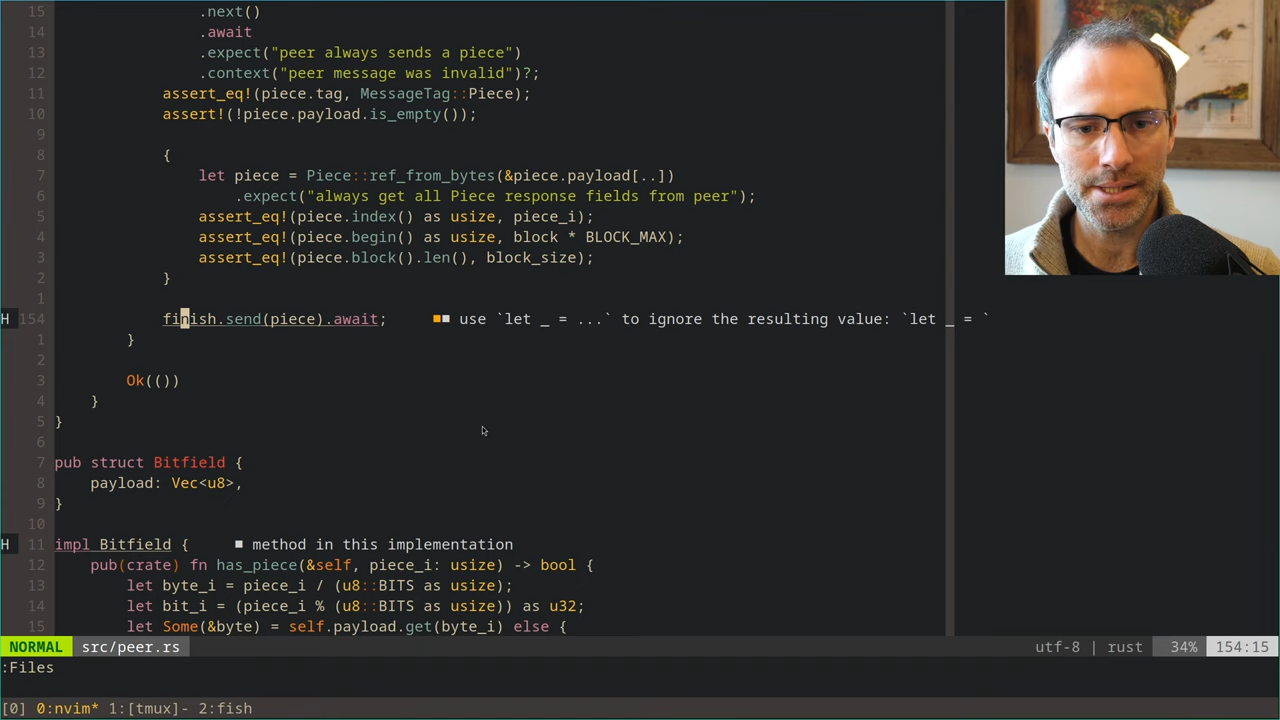 15                 .next()
14                 .await
13                 .expect("peer always sends a piece")
12                 .context("peer message was invalid")?;
11             assert_eq!(piece.tag, MessageTag::Piece);
10             assert!(!piece.payload.is_empty());
9
8             {
7                 let piece = Piece::ref_from_bytes(&piece.payload[..])
6                     .expect("always get all Piece response fields from peer");
5                 assert_eq!(piece.index() as usize, piece_i);
4                 assert_eq!(piece.begin() as usize, block * BLOCK_MAX);
3                 assert_eq!(piece.block().len(), block_size);
2             }
1
H 154             finish.send(piece).await;     ■■ use `let _ = ...` to ignore the resulting value: `let _ = `
1         }
2
3         Ok(())
4     }
5 }
6
7 pub struct Bitfield {
8     payload: Vec<u8>,
9 }
10
H 11 impl Bitfield {     ■ method in this implementation
12     pub(crate) fn has_piece(&self, piece_i: usize) -> bool {
13         let byte_i = piece_i / (u8::BITS as usize);
14         let bit_i = (piece_i % (u8::BITS as usize)) as u32;
15         let Some(&byte) = self.payload.get(byte_i) else {
NORMAL src/peer.rs utf-8 | rust 34% 154:15
:Files
[0] 0:nvim* 1:[tmux]- 2:fish